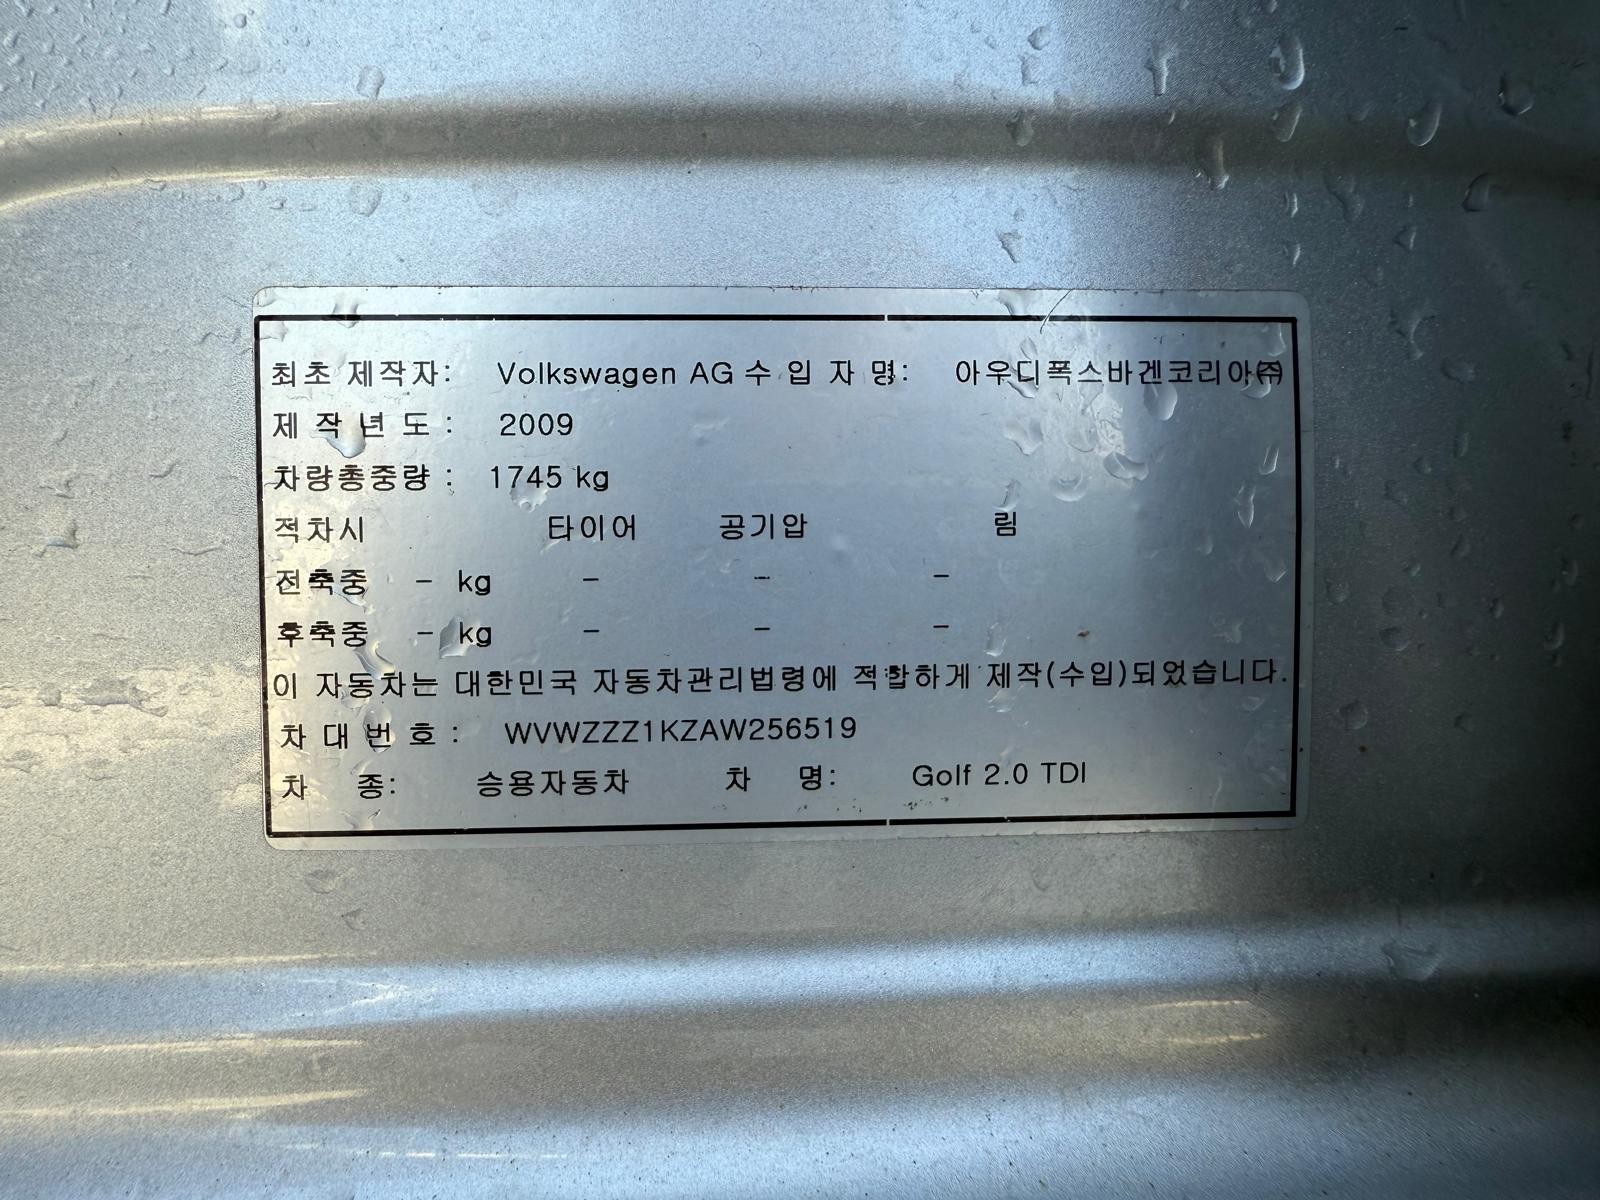 최초 제작자: Volkswagen AG 수 입 자 명: 아우디폭스바겐코리아㈜
제 작 년 도 : 2009
차량총중량 : 1745 kg
적차시 타이어 공기압 림
전축중 - kg - - -
후축중 - kg - - -
이 자동차는 대한민국 자동차관리법령에 적합하게 제작(수입)되었습니다.
차 대 번 호 : WVWZZZ1KZAW256519
차 종: 승용자동차 차 명: Golf 2.0 TDI